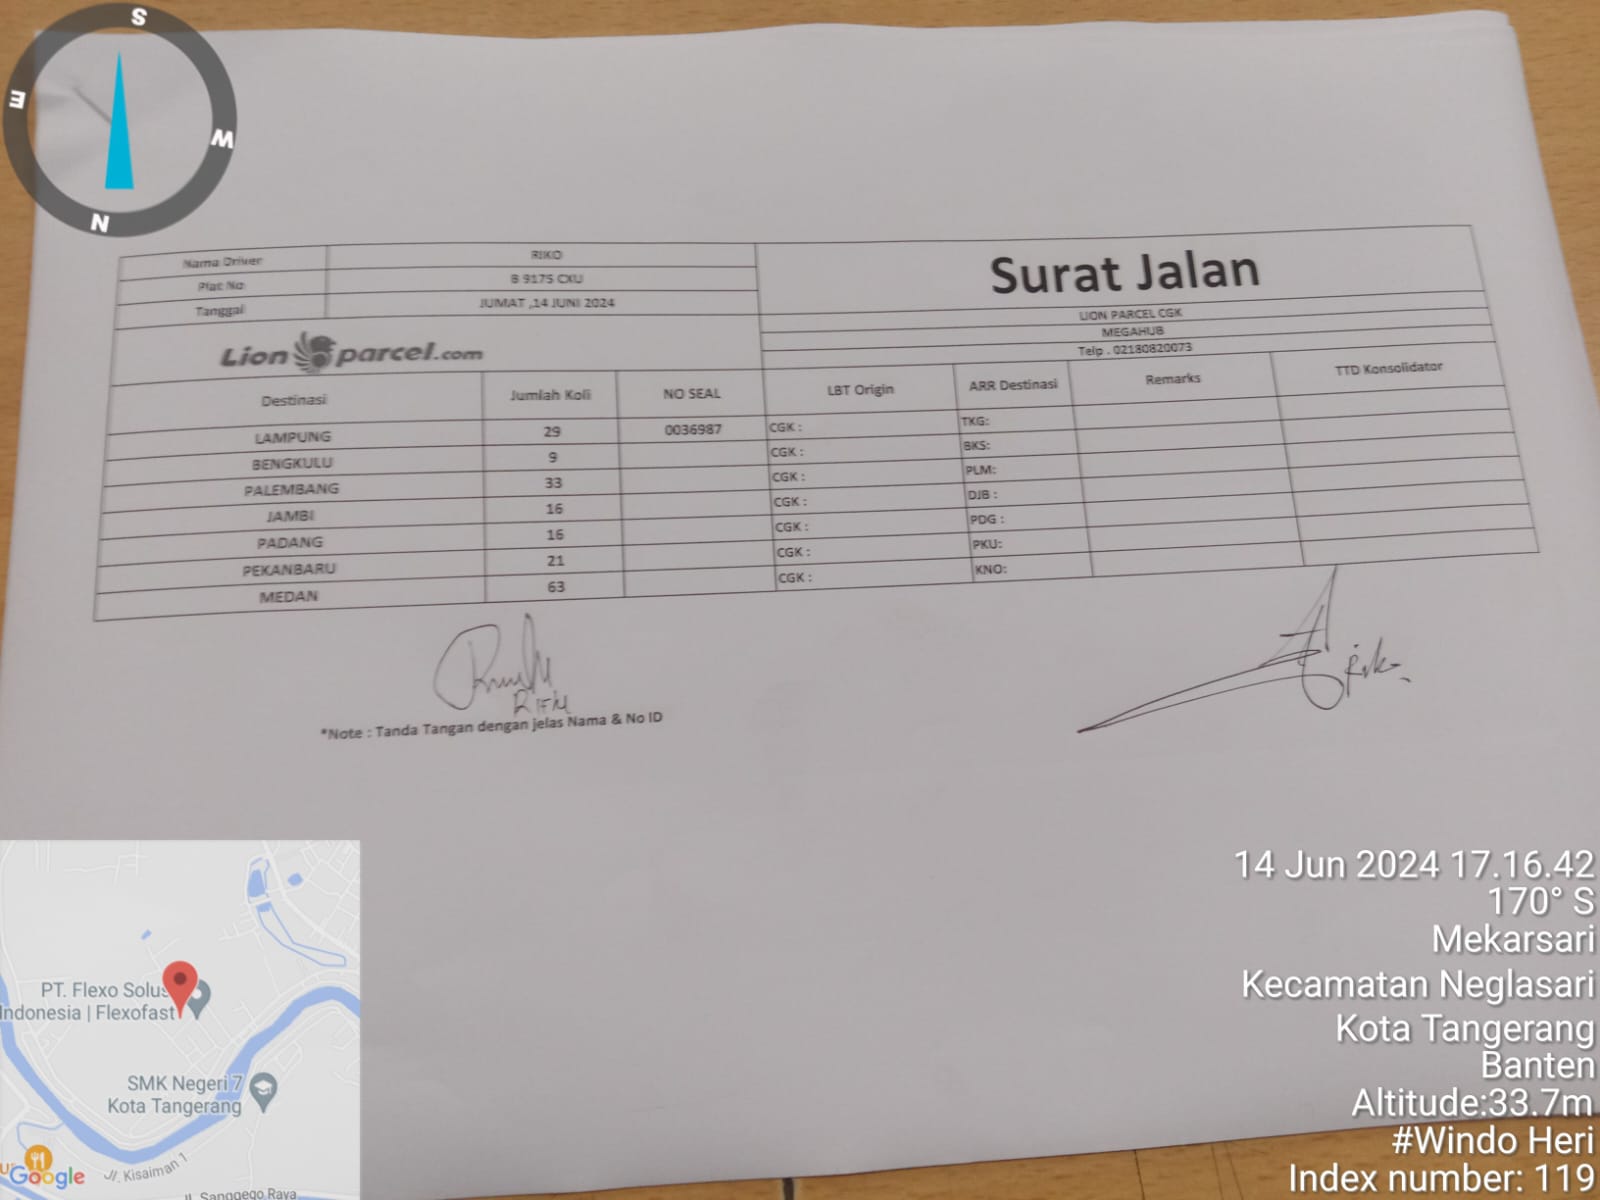 S
E
W
N
Nama Driver RIKO
Plat No B 9175 CXU
Tanggal JUMAT ,14 JUNI 2024
Surat Jalan
LION PARCEL CGK
MEGAHUB
Telp . 02180820073
Lion parcel.com
Destinasi Jumlah Koli NO SEAL LBT Origin ARR Destinasi Remarks TTD Konsolidator
LAMPUNG 29 0036987 CGK : TKG:
BENGKULU 9 CGK : BKS:
PALEMBANG 33 CGK : PLM:
JAMBI 16 CGK : DJB :
PADANG 16 CGK : PDG :
PEKANBARU 21 CGK : PKU:
MEDAN 63 CGK : KNO:
*Note : Tanda Tangan dengan jelas Nama & No ID
14 Jun 2024 17.16.42
170° S
Mekarsari
Kecamatan Neglasari
Kota Tangerang
Banten
Altitude:33.7m
#Windo Heri
Index number: 119
PT. Flexo Solus
Indonesia | Flexofast
SMK Negeri 7
Kota Tangerang
Jl. Kisaiman 1
Google
Jl. Sanggego Raya